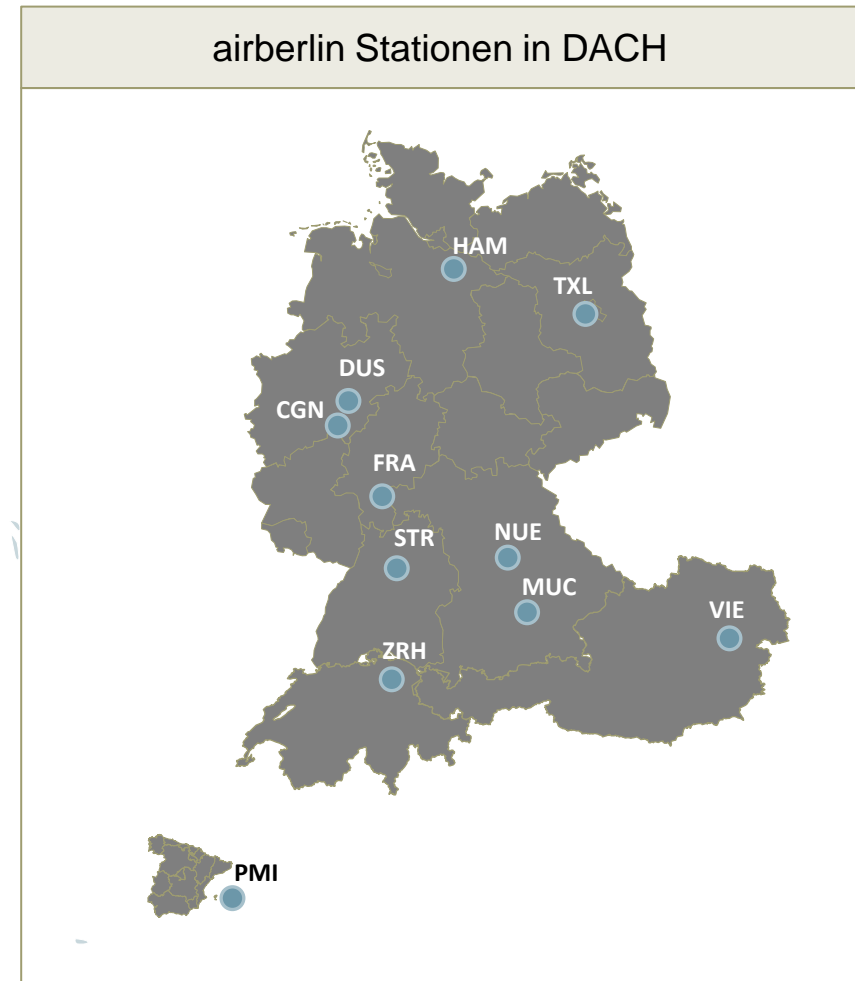 airberlin Stationen in DACH
HAM
TXL
DUS
CGN
FRA
STR
NUE
MUC
VIE
ZRH
PMI